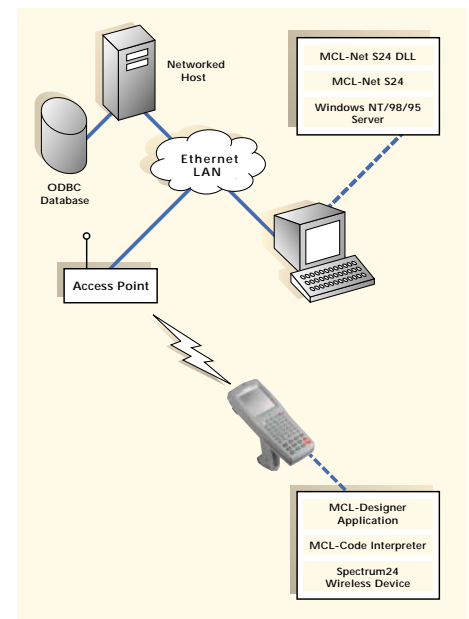 Networked
Host
MCL-Net S24 DLL
MCL-Net S24
Windows NT/98/95
Server
Ethernet
LAN
ODBC
Database
Access Point
MCL-Designer
Application
MCL-Code Interpreter
Spectrum24
Wireless Device